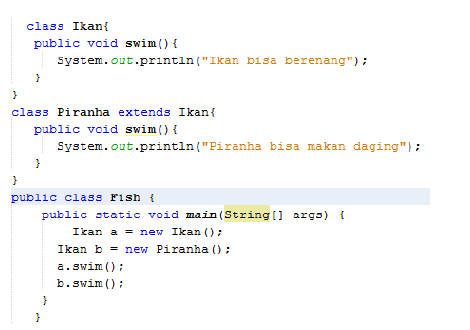 class Ikan{
public void swim(){
System.out.println("Ikan bisa berenang");
}
}
class Piranha extends Ikan{
public void swim(){
System.out.println("Piranha bisa makan daging");
}
}
public class Fish {
public static void main(String[] args) {
Ikan a = new Ikan();
Ikan b = new Piranha();
a.swim();
b.swim();
}
}